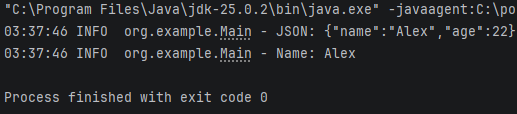 "C:\Program Files\Java\jdk-25.0.2\bin\java.exe" -javaagent:C:\po
03:37:46 INFO  org.example.Main - JSON: {"name":"Alex","age":22}
03:37:46 INFO  org.example.Main - Name: Alex
Process finished with exit code 0